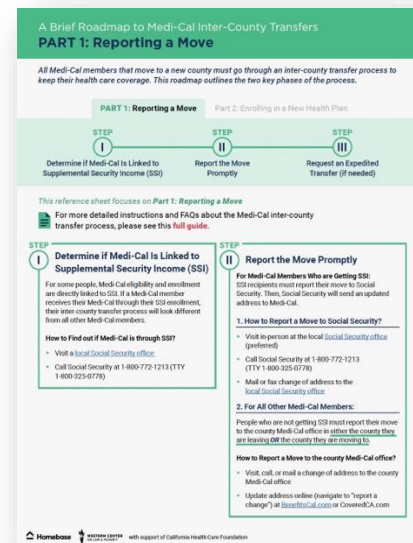 A Brief Roadmap to Medi-Cal Inter-County Transfers
PART 1: Reporting a Move
All Medi-Cal members that move to a new county must go through an inter-county transfer process to
keep their health care coverage. This roadmap outlines the two key phases of the process.
PART 1: Reporting a Move
Part 2: Enrolling in a New Health Plan
STEP
I
Determine if Medi-Cal Is Linked to
Supplemental Security Income (SSI)
STEP
II
Report the Move
Promptly
STEP
III
Request an Expedited
Transfer (if needed)
This reference sheet focuses on Part 1: Reporting a Move
For more detailed instructions and FAQs about the Medi-Cal inter-county
transfer process, please see this full guide.
STEP
I
Determine if Medi-Cal Is Linked to
Supplemental Security Income (SSI)
For some people, Medi-Cal eligibility and enrollment
are directly linked to SSI. If a Medi-Cal member
receives their Medi-Cal through their SSI enrollment,
their inter-county transfer process will look different
from all other Medi-Cal members.
How to Find out if Medi-Cal is through SSI?
• Visit a local Social Security office
• Call Social Security at 1-800-772-1213 (TTY
1-800-325-0778)
STEP
II
Report the Move Promptly
For Medi-Cal Members Who are Getting SSI:
SSI recipients must report their move to Social
Security. Then, Social Security will send an updated
address to Medi-Cal.
1. How to Report a Move to Social Security?
• Visit in-person at the local Social Security office
(preferred)
• Call Social Security at 1-800-772-1213
(TTY 1-800-325-0778)
• Mail or fax change of address to the
local Social Security office
2. For All Other Medi-Cal Members:
People who are not getting SSI must report their move
to the county Medi-Cal office in either the county they
are leaving OR the county they are moving to.
How to Report a Move to the county Medi-Cal office?
• Visit, call, or mail a change of address to the county
Medi-Cal office
• Update address online (navigate to "report a
change") at BenefitsCal.com or CoveredCA.com
Homebase
WESTERN CENTER
ON LAW & POVERTY
with support of California Health Care Foundation